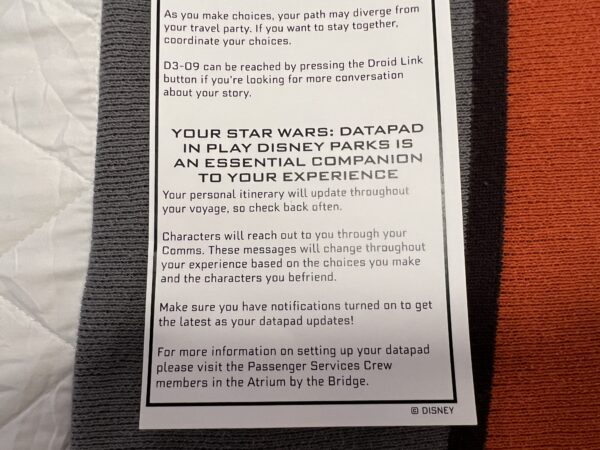 As you make choices, your path may diverge from
your travel party. If you want to stay together,
coordinate your choices.
D3-09 can be reached by pressing the Droid Link
button if you're looking for more conversation
about your story.
YOUR STAR WARS: DATAPAD
IN PLAY DISNEY PARKS IS
AN ESSENTIAL COMPANION
TO YOUR EXPERIENCE
Your personal itinerary will update throughout
your voyage, so check back often.
Characters will reach out to you through your
Comms. These messages will change throughout
your experience based on the choices you make
and the characters you befriend.
Make sure you have notifications turned on to get
the latest as your datapad updates!
For more information on setting up your datapad
please visit the Passenger Services Crew
members in the Atrium by the Bridge.
© DISNEY